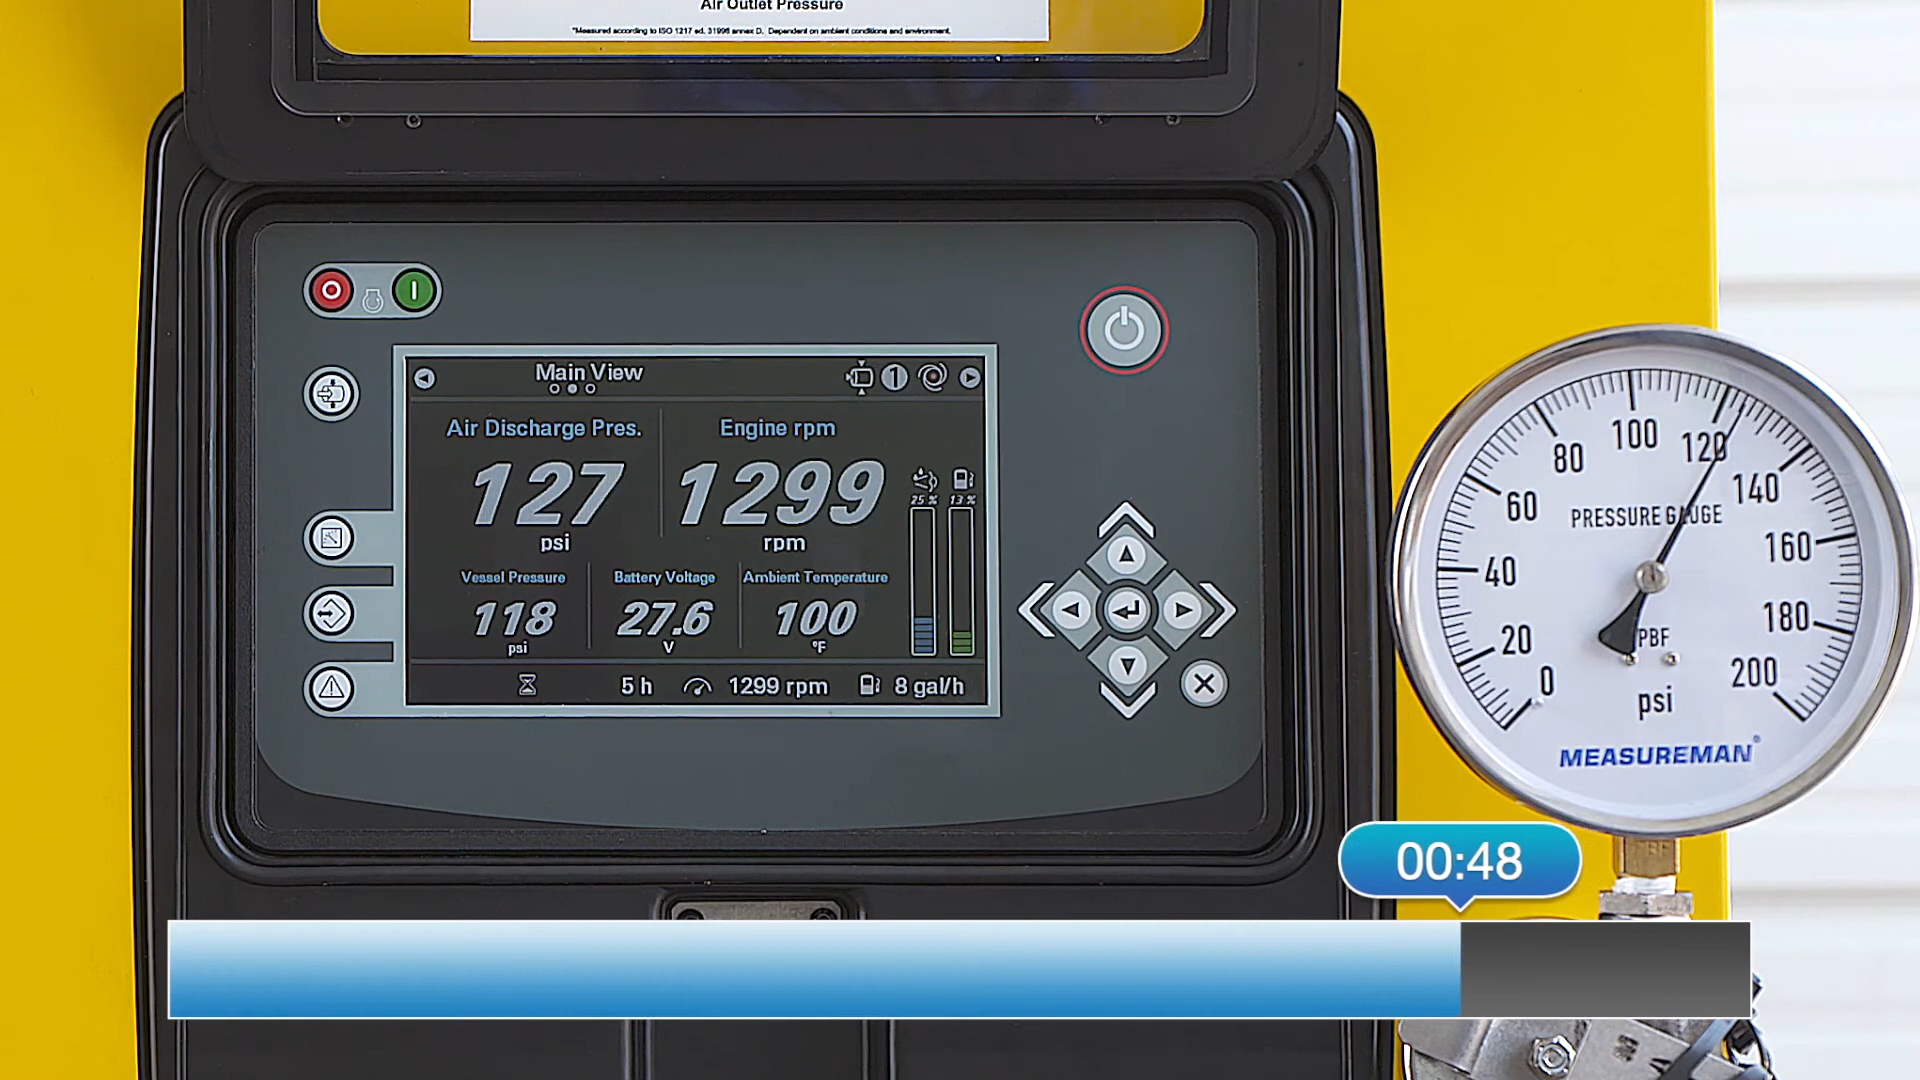 Air Outlet Pressure
*Measured according to ISO 1217 ed. 31996 annex D. Dependent on ambient conditions and environment.
Main View
1
Air Discharge Pres.
Engine rpm
127
1299
psi
rpm
25 %
13 %
Vessel Pressure
Battery Voltage
Ambient Temperature
118
27.6
100
psi
V
°F
5 h
1299 rpm
8 gal/h
0
20
40
60
80
100
120
140
160
180
200
PRESSURE GAUGE
PBF
psi
MEASUREMAN®
00:48
PBF